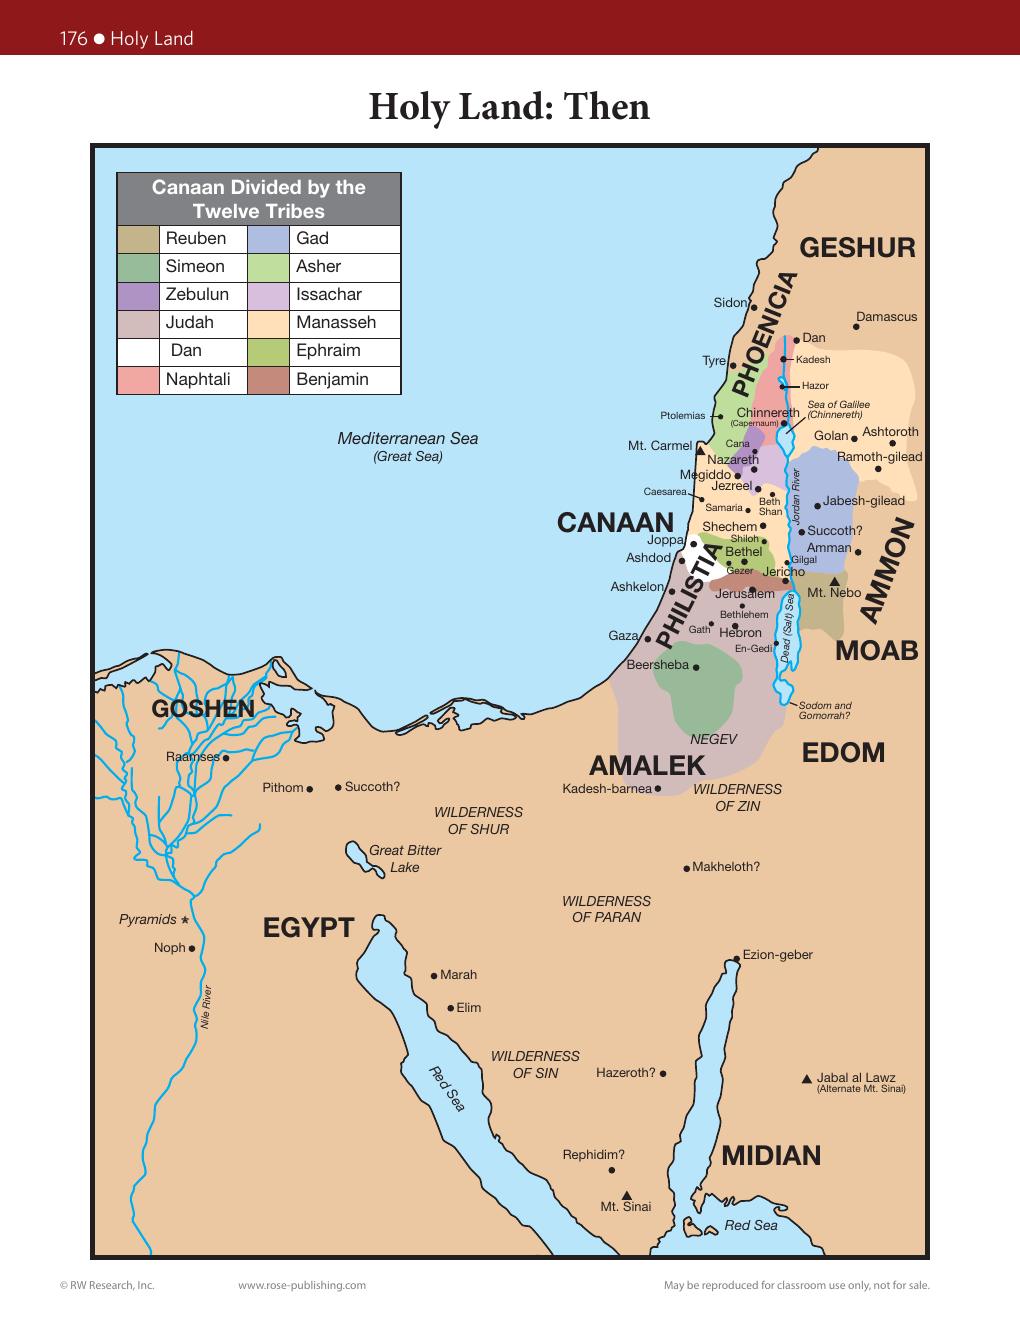 176 ● Holy Land
Holy Land: Then
Canaan Divided by the
Twelve Tribes
Reuben Gad
Simeon Asher
Zebulun Issachar
Judah Manasseh
Dan Ephraim
Naphtali Benjamin
GESHUR
PHOENICIA
Sidon
Damascus
Dan
Tyre
Kadesh
Hazor
Sea of Galilee
(Chinnereth)
Ptolemias
Chinnereth
(Capernaum)
Golan
Ashtoroth
Mt. Carmel
Cana
Mediterranean Sea
(Great Sea)
Nazareth
Ramoth-gilead
Megiddo
Jezreel
Caesarea
Beth
Shan
Jordan River
Jabesh-gilead
Samaria
CANAAN
Shechem
Succoth?
Joppa
Shiloh
Bethel
Amman
AMMON
Ashdod
Gezer
Gilgal
Jericho
PHILISTIA
Ashkelon
Jerusalem
Mt. Nebo
Bethlehem
Dead (Salt) Sea
Gath
Hebron
Gaza
En-Gedi
MOAB
Beersheba
Sodom and
Gomorrah?
GOSHEN
NEGEV
EDOM
Raamses
AMALEK
Pithom
Succoth?
Kadesh-barnea
WILDERNESS
OF ZIN
WILDERNESS
OF SHUR
Great Bitter
Lake
Makheloth?
WILDERNESS
OF PARAN
Pyramids
EGYPT
Noph
Ezion-geber
Marah
Nile River
Elim
WILDERNESS
OF SIN
Hazeroth?
Red Sea
Jabal al Lawz
(Alternate Mt. Sinai)
MIDIAN
Rephidim?
Mt. Sinai
Red Sea
© RW Research, Inc. www.rose-publishing.com May be reproduced for classroom use only, not for sale.